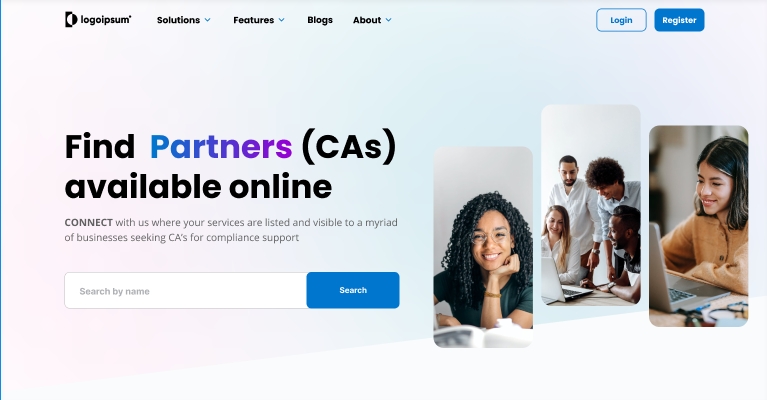 logoipsum Solutions Features Blogs About Login Register
Find Partners (CAs)
available online
CONNECT with us where your services are listed and visible to a myriad
of businesses seeking CA's for compliance support
Search by name Search